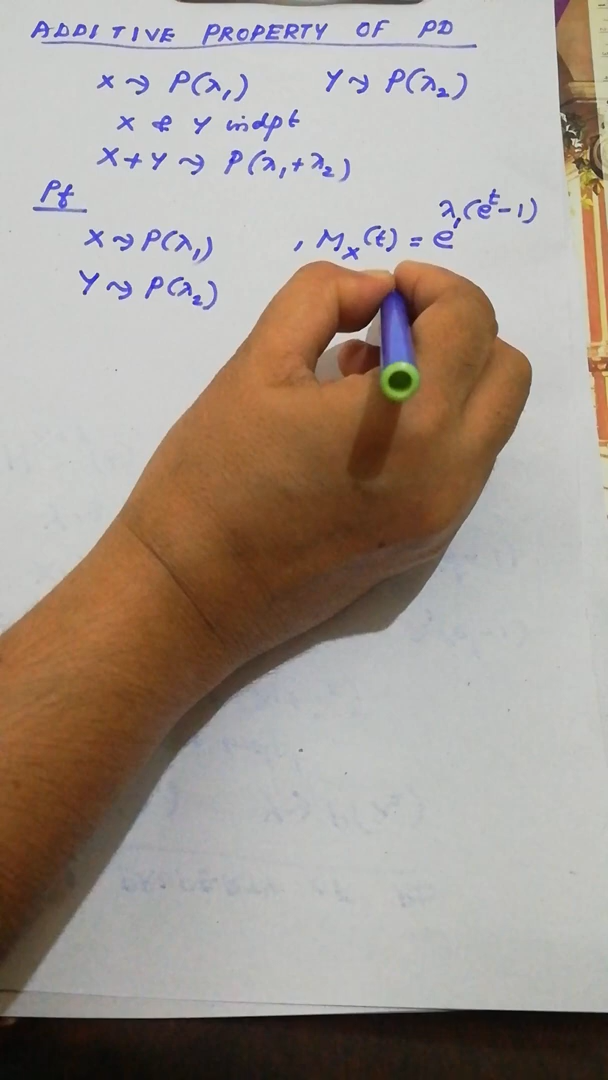 ADDITIVE PROPERTY OF PD
X ~> P(λ₁) Y ~> P(λ₂)
X & Y indpt
X+Y ~> P(λ₁+λ₂)
Pf
X ~> P(λ₁) , Mₓ(t) = e^{λ₁(e^t-1)}
Y ~> P(λ₂)